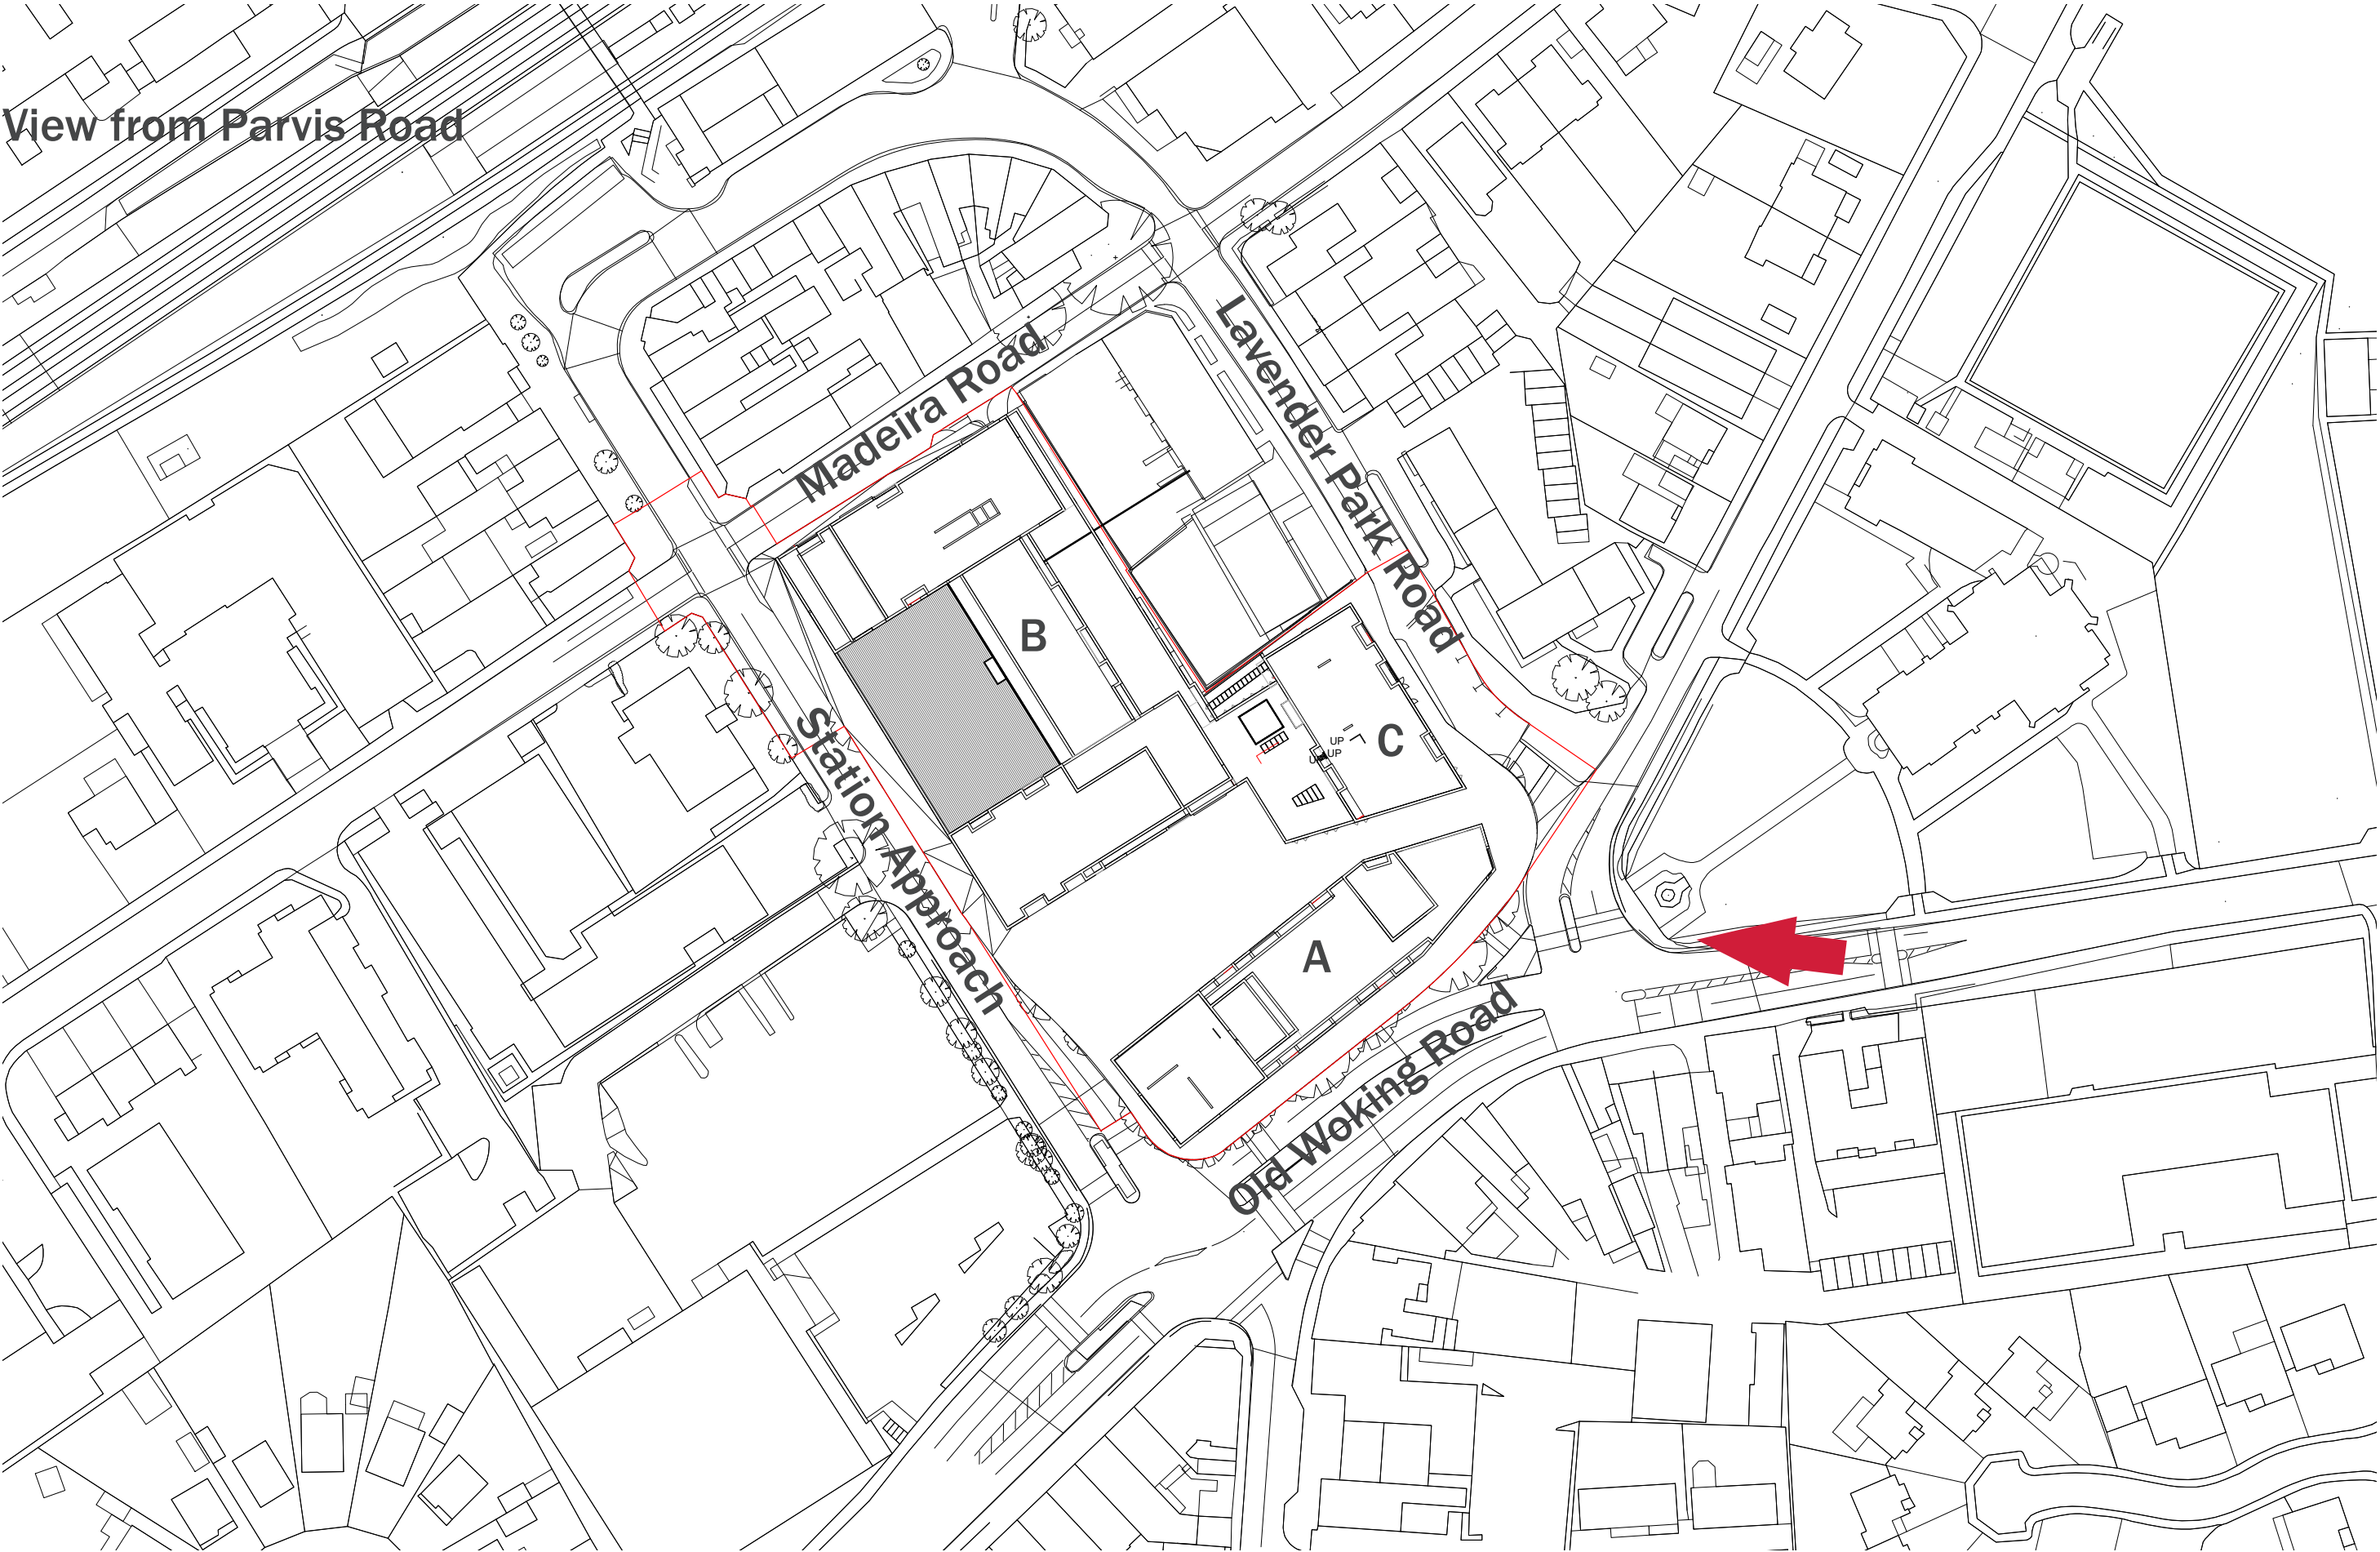 View from Parvis Road
Madeira Road
Lavender Park Road
B
Station Approach
C
UP
UP
A
Old Woking Road